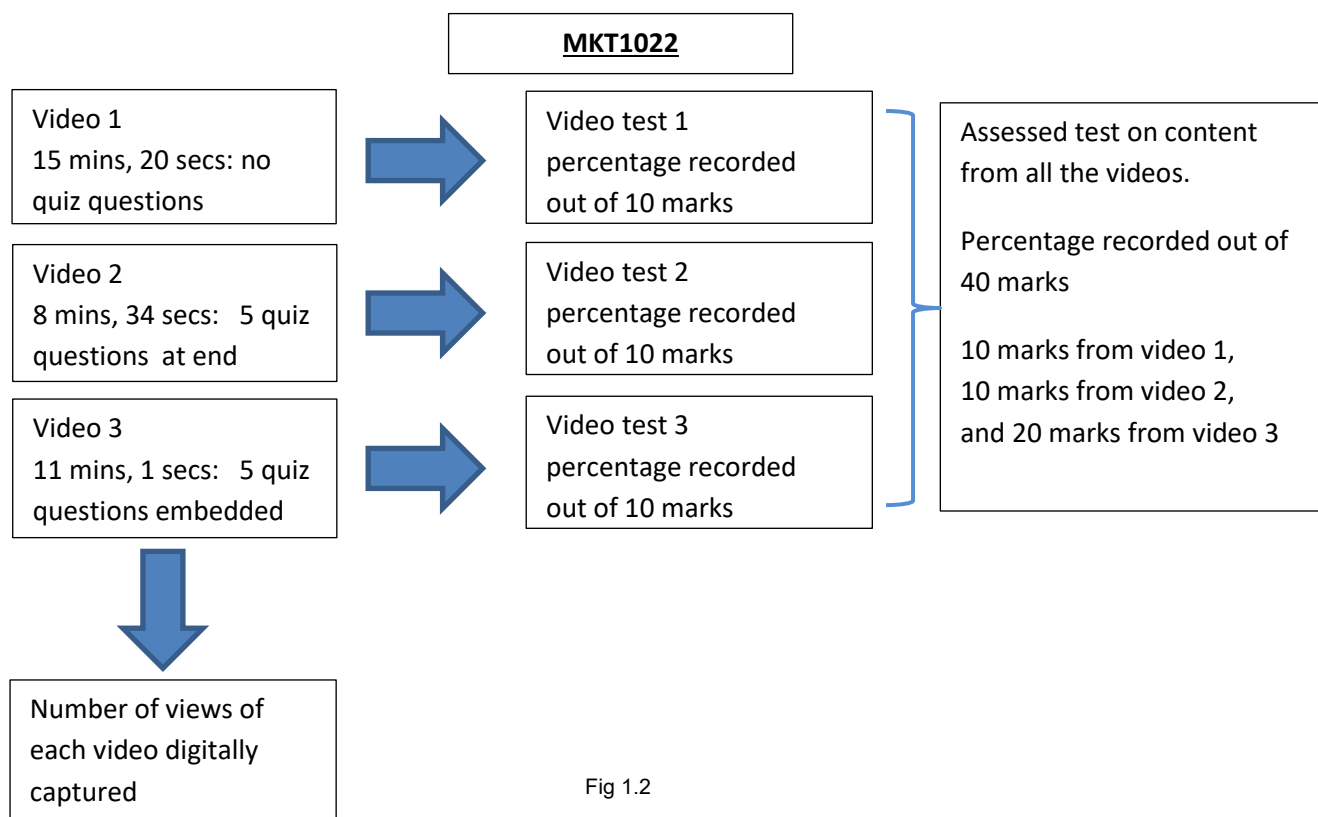 MKT1022
Video 1
15 mins, 20 secs: no
quiz questions
Video test 1
percentage recorded
out of 10 marks
Video 2
8 mins, 34 secs:   5 quiz
questions  at end
Video test 2
percentage recorded
out of 10 marks
Video 3
11 mins, 1 secs:   5 quiz
questions embedded
Video test 3
percentage recorded
out of 10 marks
Assessed test on content
from all the videos.
Percentage recorded out of
40 marks
10 marks from video 1,
10 marks from video 2,
and 20 marks from video 3
Number of views of
each video digitally
captured
Fig 1.2